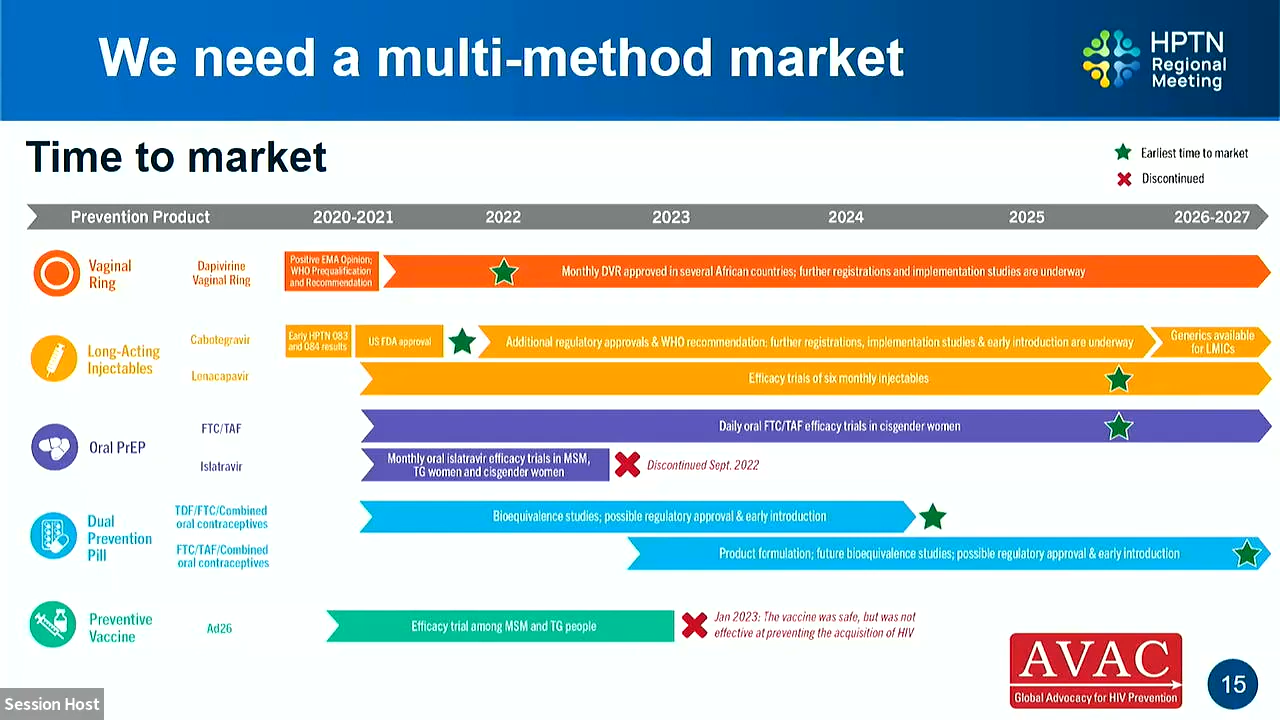 We need a multi-method market
HPTN
Regional
Meeting
Time to market
Earliest time to market
Discontinued
Prevention Product
2020-2021
2022
2023
2024
2025
2026-2027
Vaginal
Ring
Dapivirine
Vaginal Ring
Positive EMA Opinion;
WHO Prequalification
and Recommendation
Monthly DVR approved in several African countries; further registrations and implementation studies are underway
Long-Acting
Injectables
Cabotegravir
Early HPTN 083
and 084 results
US FDA approval
Additional regulatory approvals & WHO recommendation: further registrations, implementation studies & early introduction are underway
Generics available
for LMICs
Lenacapavir
Efficacy trials of six monthly injectables
Oral PrEP
FTC/TAF
Daily oral FTC/TAF efficacy trials in cisgender women
Islatravir
Monthly oral islatravir efficacy trials in MSM,
TG women and cisgender women
Discontinued Sept. 2022
Dual
Prevention
Pill
TDF/FTC/Combined
oral contraceptives
Bioequivalence studies; possible regulatory approval & early introduction
FTC/TAF/Combined
oral contraceptives
Product formulation; future bioequivalence studies; possible regulatory approval & early introduction
Preventive
Vaccine
Ad26
Efficacy trial among MSM and TG people
Jan 2023: The vaccine was safe, but was not
effective at preventing the acquisition of HIV
AVAC
Global Advocacy for HIV Prevention
15
Session Host